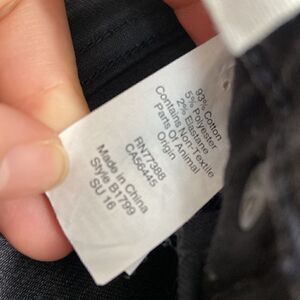 93% Cotton
5% Polyester
2% Elastane
Contains Non-Textile
Parts Of Animal
Origin
RN77388
CA56445
Made in China
Style B1799
SU 16